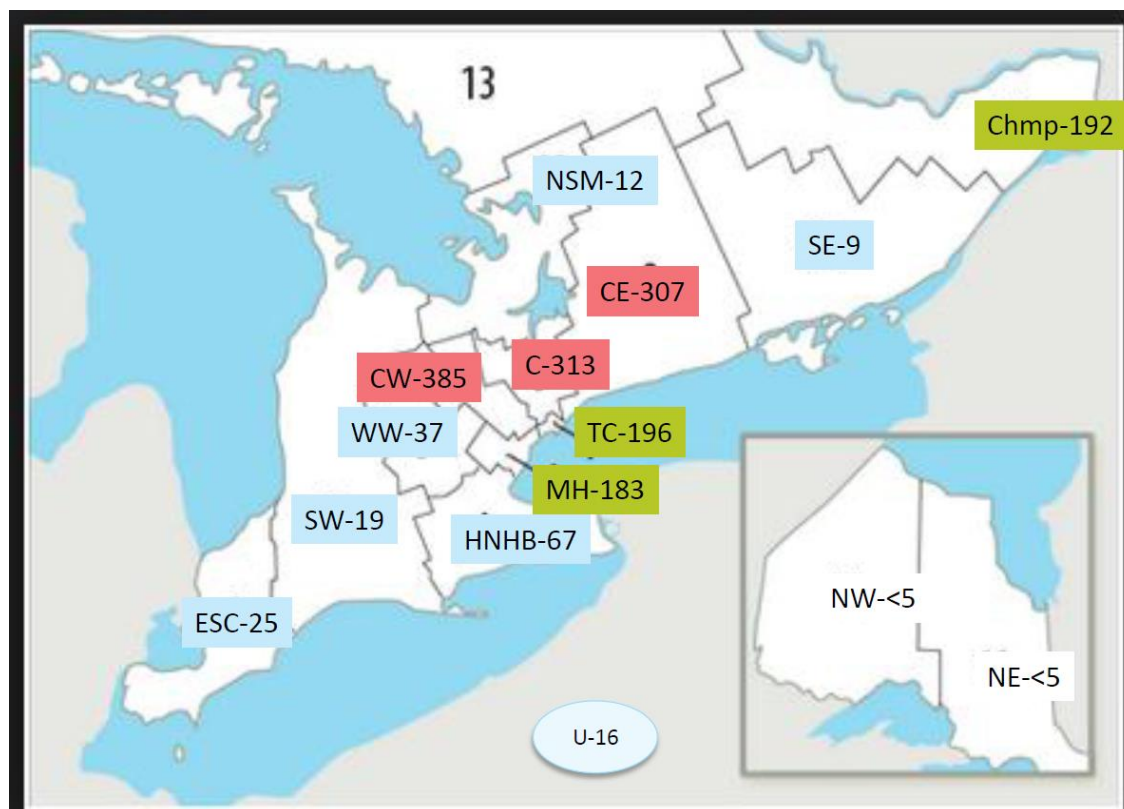 13
Chmp-192
NSM-12
SE-9
CE-307
C-313
CW-385
WW-37
TC-196
MH-183
SW-19
HNHB-67
NW-<5
ESC-25
NE-<5
U-16